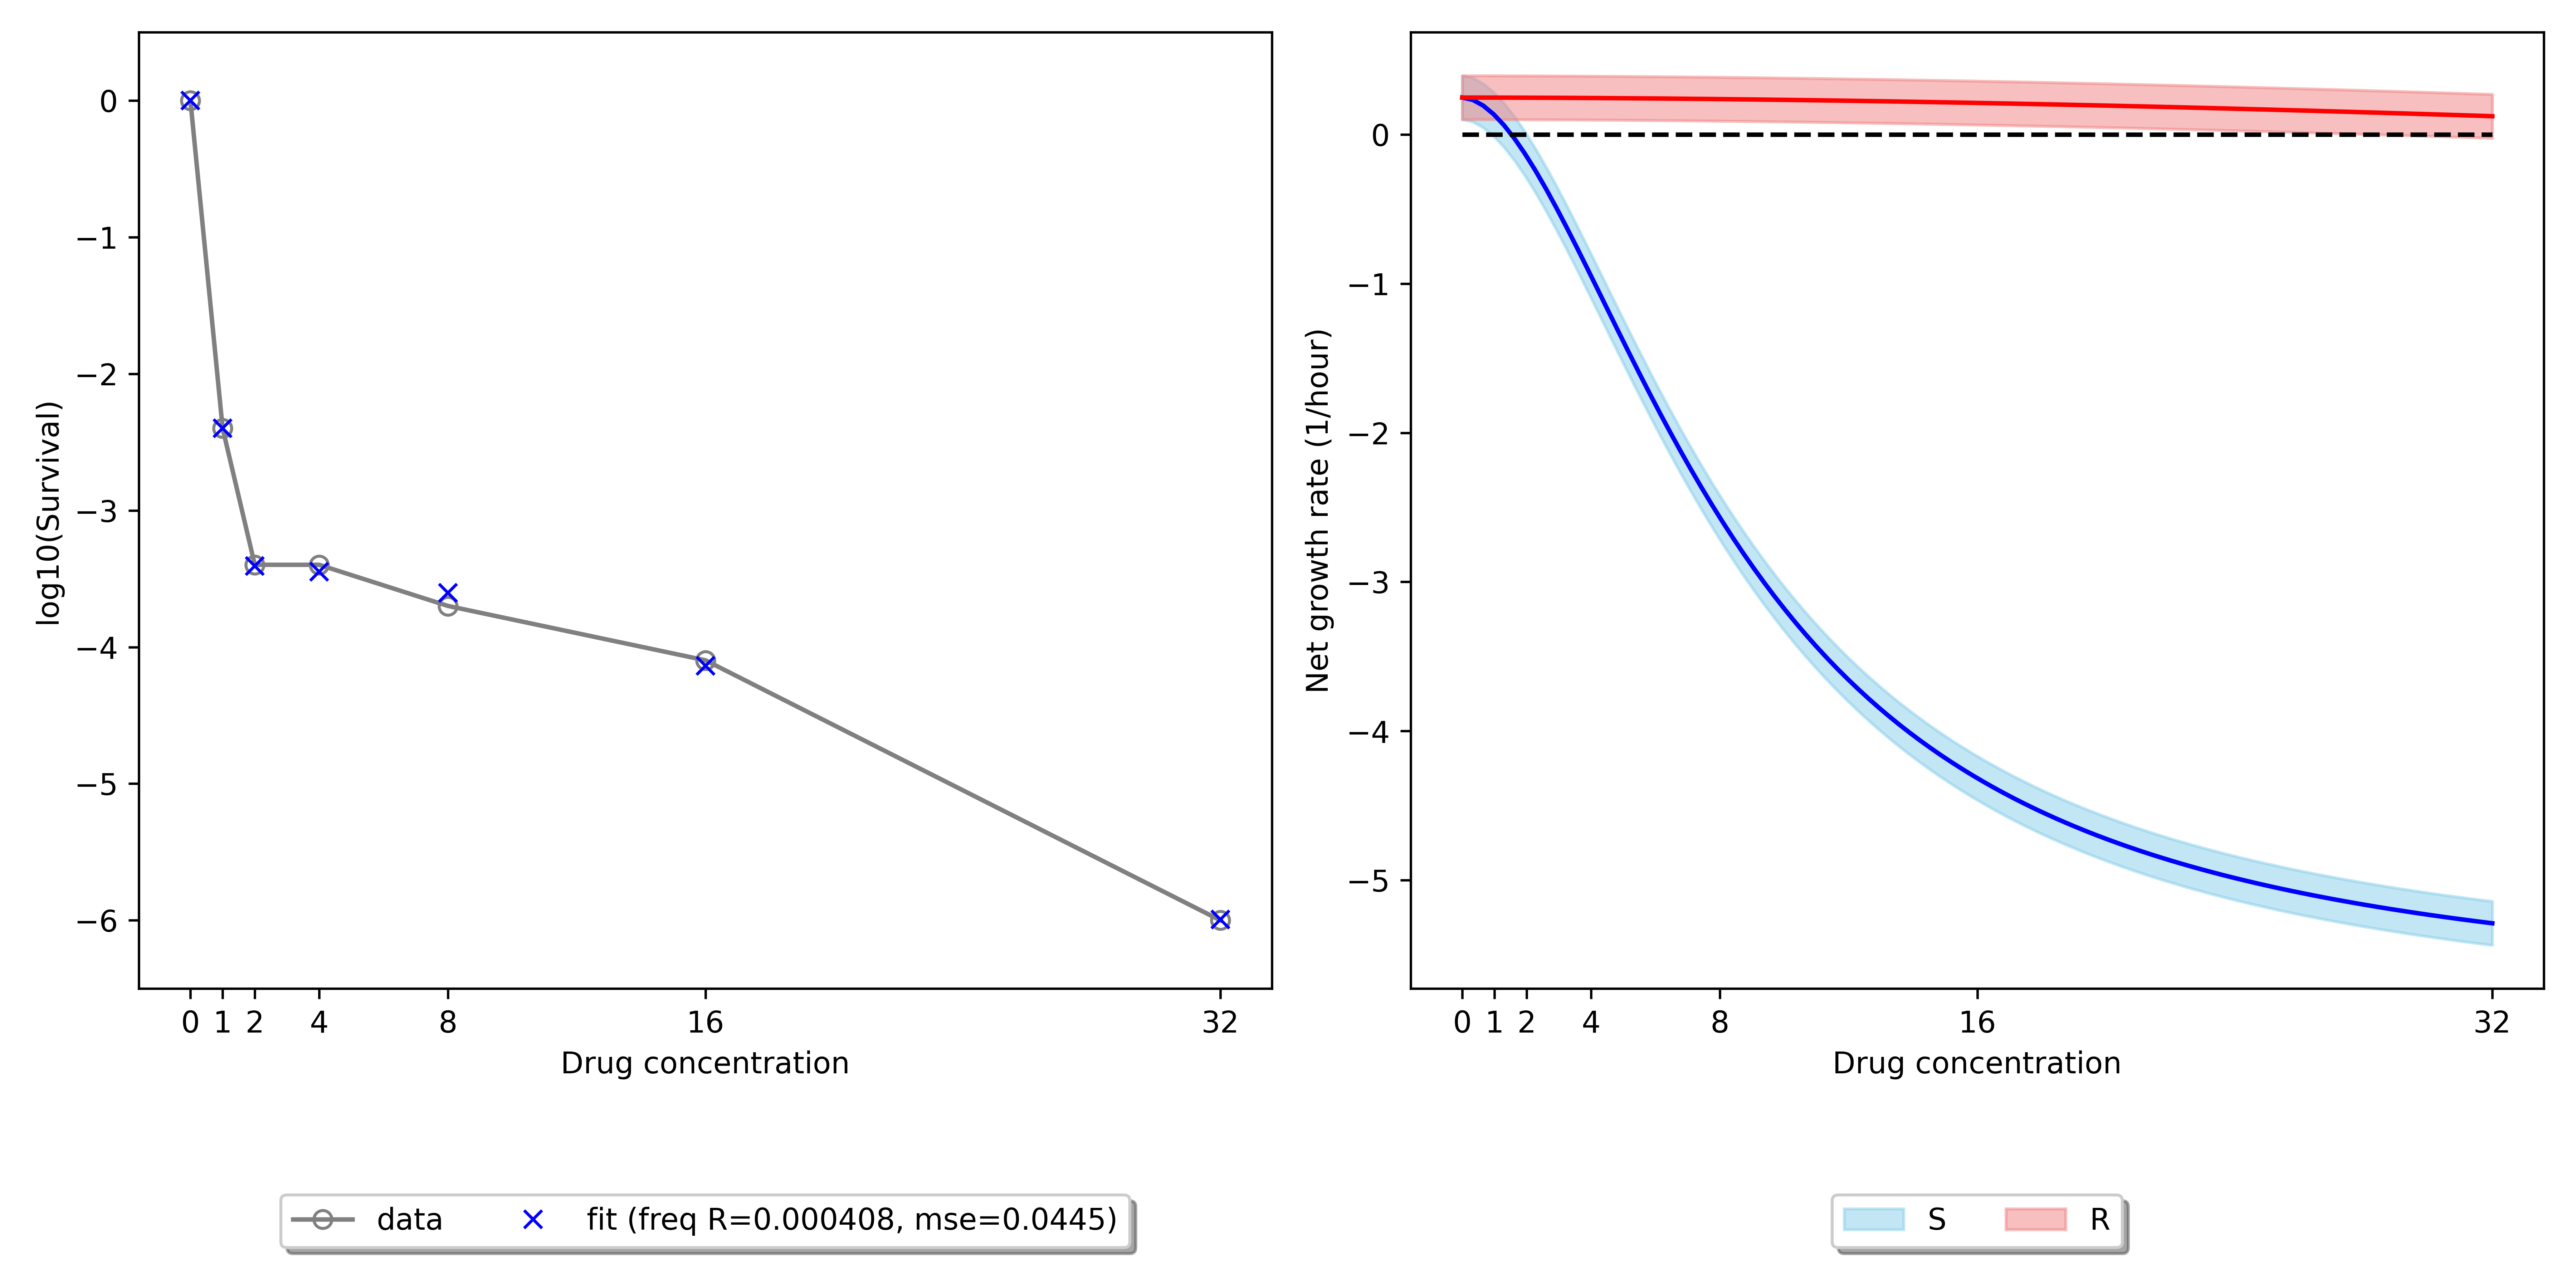 0
−1
−2
−3
−4
−5
−6
log10(Survival)
0 1 2 4 8 16 32
Drug concentration
data fit (freq R=0.000408, mse=0.0445)
0
−1
−2
−3
−4
−5
Net growth rate (1/hour)
0 1 2 4 8 16 32
Drug concentration
S R